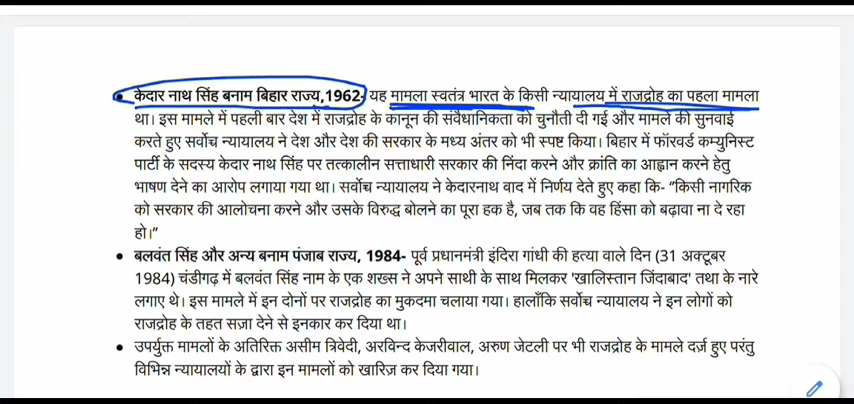 • केदार नाथ सिंह बनाम बिहार राज्य,1962- यह मामला स्वतंत्र भारत के किसी न्यायालय में राजद्रोह का पहला मामला
था। इस मामले में पहली बार देश में राजद्रोह के कानून की संवैधानिकता को चुनौती दी गई और मामले की सुनवाई
करते हुए सर्वोच्च न्यायालय ने देश और देश की सरकार के मध्य अंतर को भी स्पष्ट किया। बिहार में फॉरवर्ड कम्युनिस्ट
पार्टी के सदस्य केदार नाथ सिंह पर तत्कालीन सत्ताधारी सरकार की निंदा करने और क्रांति का आह्वान करने हेतु
भाषण देने का आरोप लगाया गया था। सर्वोच्च न्यायालय ने केदारनाथ वाद में निर्णय देते हुए कहा कि- “किसी नागरिक
को सरकार की आलोचना करने और उसके विरुद्ध बोलने का पूरा हक है, जब तक कि वह हिंसा को बढ़ावा ना दे रहा
हो।”
• बलवंत सिंह और अन्य बनाम पंजाब राज्य, 1984- पूर्व प्रधानमंत्री इंदिरा गांधी की हत्या वाले दिन (31 अक्टूबर
1984) चंडीगढ़ में बलवंत सिंह नाम के एक शख्स ने अपने साथी के साथ मिलकर 'खालिस्तान जिंदाबाद' तथा के नारे
लगाए थे। इस मामले में इन दोनों पर राजद्रोह का मुकदमा चलाया गया। हालाँकि सर्वोच्च न्यायालय ने इन लोगों को
राजद्रोह के तहत सज़ा देने से इनकार कर दिया था।
• उपर्युक्त मामलों के अतिरिक्त असीम त्रिवेदी, अरविन्द केजरीवाल, अरुण जेटली पर भी राजद्रोह के मामले दर्ज़ हुए परंतु
विभिन्न न्यायालयों के द्वारा इन मामलों को खारिज़ कर दिया गया।